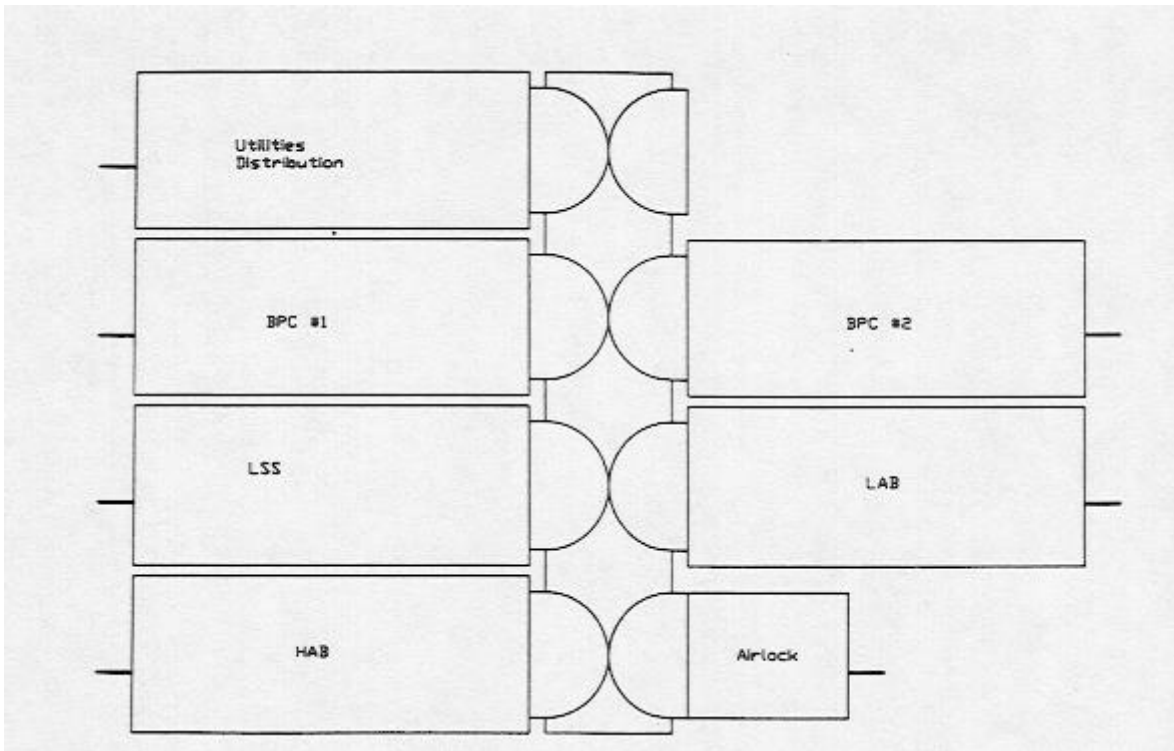 Utilities
Distribution
BPC #1
BPC #2
LSS
LAB
HAB
Airlock